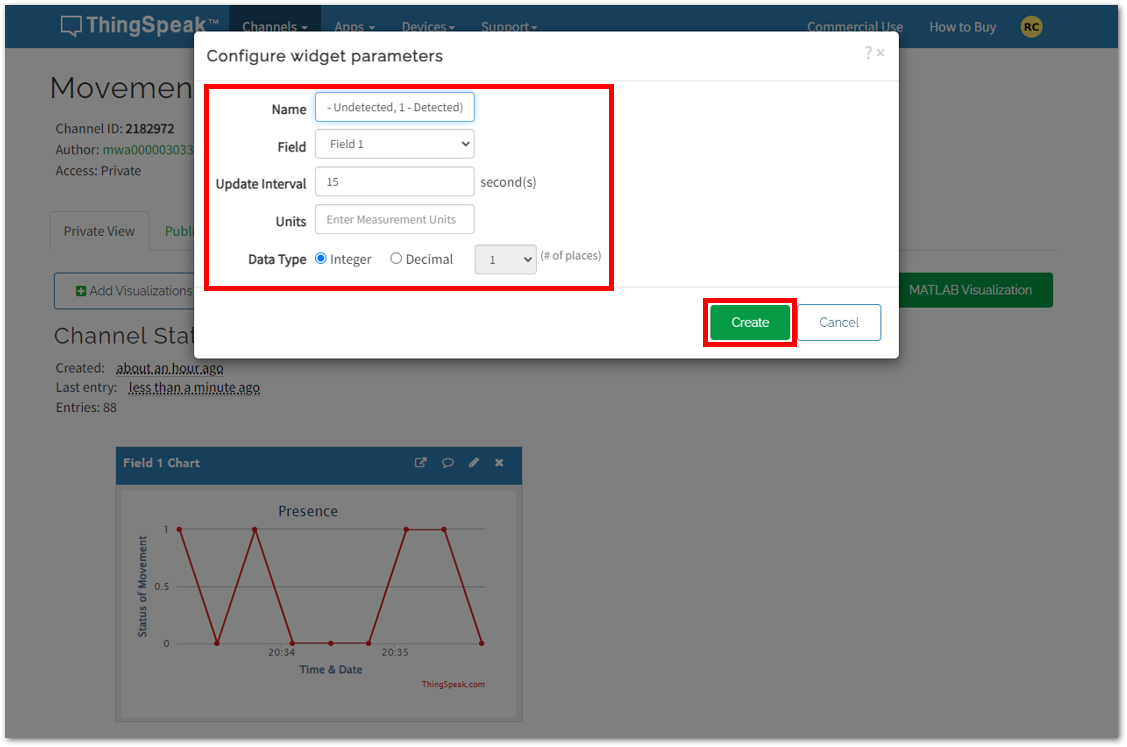 ThingSpeak™ Channels Apps Devices Support Commercial Use How to Buy RC
Configure widget parameters ? ×
Movemen
Channel ID: 2182972
Author: mwa000003033
Access: Private
Name - Undetected, 1 - Detected)
Field Field 1
Update Interval 15 second(s)
Units Enter Measurement Units
Data Type Integer Decimal 1 (# of places)
Create Cancel
Private View Publi
Add Visualizations MATLAB Visualization
Channel Stat
Created: about an hour ago
Last entry: less than a minute ago
Entries: 88
Field 1 Chart
Presence
Status of Movement
1
0.5
0
20:34 20:35
Time & Date
ThingSpeak.com